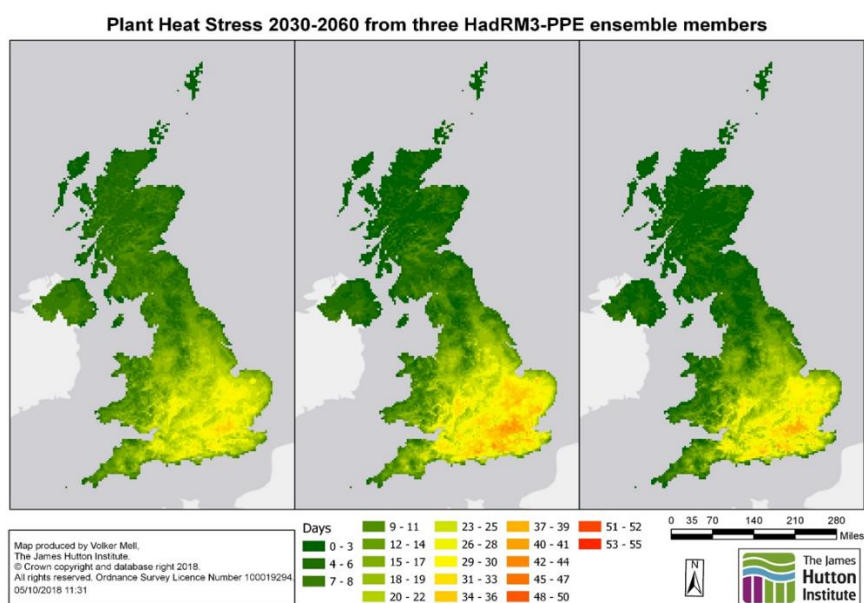 Plant Heat Stress 2030-2060 from three HadRM3-PPE ensemble members
Map produced by Volker Mell,
The James Hutton Institute.
© Crown copyright and database right 2018.
All rights reserved. Ordnance Survey Licence Number 100019294.
05/10/2018 11:31
Days
0 - 3
4 - 6
7 - 8
9 - 11
12 - 14
15 - 17
18 - 19
20 - 22
23 - 25
26 - 28
29 - 30
31 - 33
34 - 36
37 - 39
40 - 41
42 - 44
45 - 47
48 - 50
51 - 52
53 - 55
0 35 70 140 210 280
Miles
N
The James
Hutton
Institute